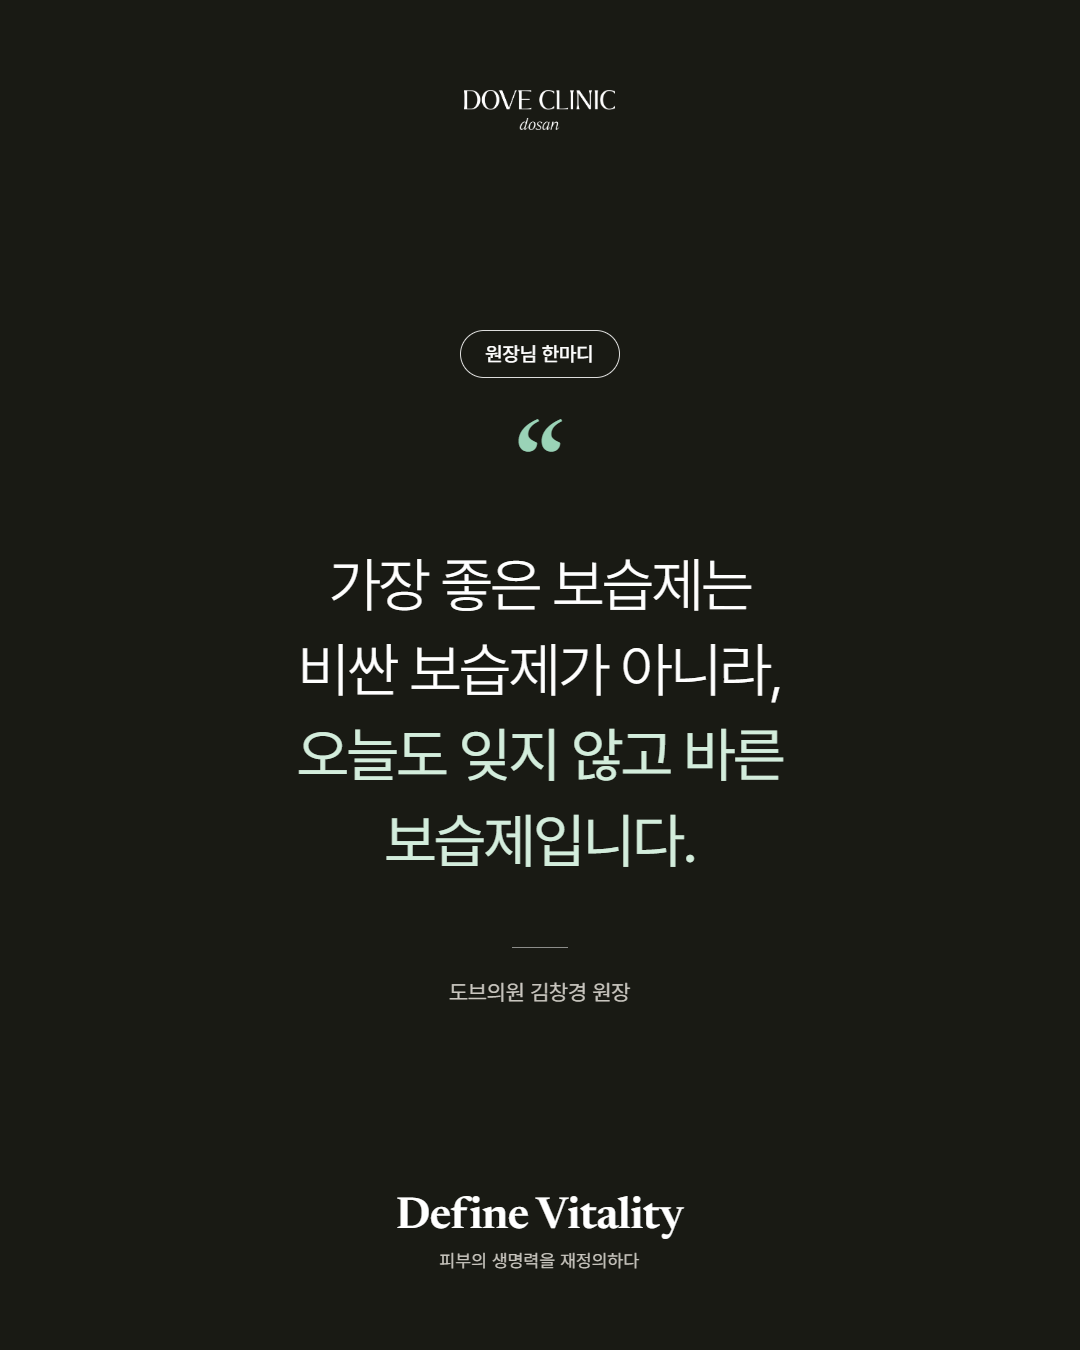 DOVE CLINIC
dosan
원장님 한마디
“
가장 좋은 보습제는
비싼 보습제가 아니라,
오늘도 잊지 않고 바른
보습제입니다.
도브의원 김창경 원장
Define Vitality
피부의 생명력을 재정의하다